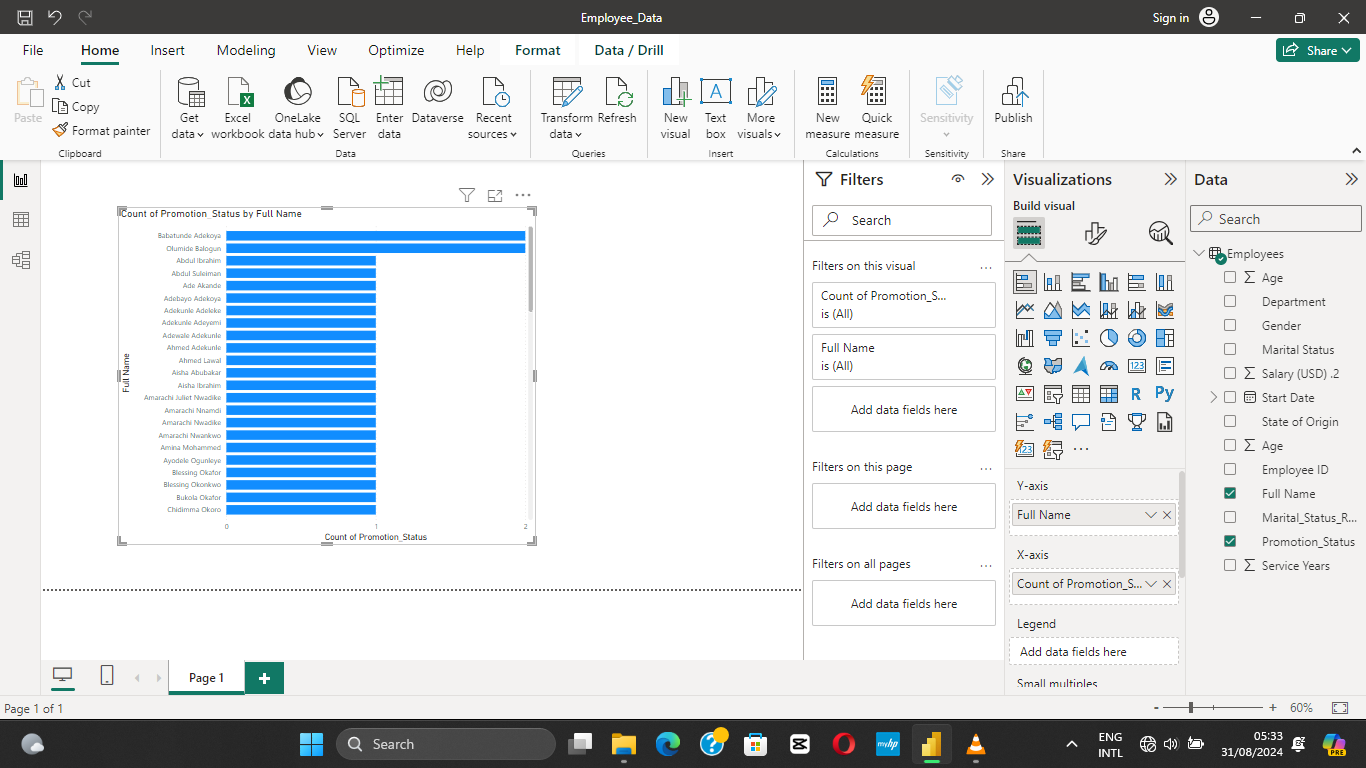 Employee_Data
Sign in
File
Home
Insert
Modeling
View
Optimize
Help
Format
Data / Drill
Share
Paste
Cut
Copy
Format painter
Clipboard
Get data
Excel workbook
OneLake data hub
SQL Server
Enter data
Dataverse
Recent sources
Data
Transform data
Refresh
Queries
New visual
Text box
More visuals
Insert
New measure
Quick measure
Calculations
Sensitivity
Sensitivity
Publish
Share
Count of Promotion_Status by Full Name
Full Name
Babatunde Adekoya
Olumide Balogun
Abdul Ibrahim
Abdul Suleiman
Ade Akande
Adebayo Adekoya
Adekunle Adeleke
Adekunle Adeyemi
Adewale Adekunle
Ahmed Adekunle
Ahmed Lawal
Aisha Abubakar
Aisha Ibrahim
Amarachi Juliet Nwadike
Amarachi Nnamdi
Amarachi Nwadike
Amarachi Nwankwo
Amina Mohammed
Ayodele Ogunleye
Blessing Okafor
Blessing Okonkwo
Bukola Okafor
Chidimma Okoro
0 1 2
Count of Promotion_Status
Filters
Search
Filters on this visual ...
Count of Promotion_S...
is (All)
Full Name
is (All)
Add data fields here
Filters on this page ...
Add data fields here
Filters on all pages ...
Add data fields here
Visualizations
Build visual
123
R
Py
123
...
Y-axis
Full Name
X-axis
Count of Promotion_S...
Legend
Add data fields here
Small multiples
Data
Search
Employees
Σ Age
Department
Gender
Marital Status
Σ Salary (USD) .2
Start Date
State of Origin
Σ Age
Employee ID
Full Name
Marital_Status_R...
Promotion_Status
Σ Service Years
Page 1
+
Page 1 of 1
- + 60%
Search
myhp
ENG
INTL
05:33
31/08/2024
PRE